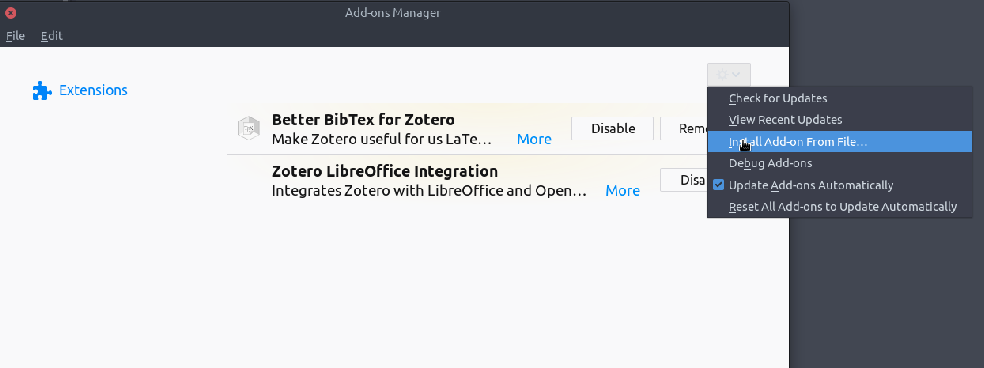 Add-ons Manager
File Edit
Extensions
Better BibTex for Zotero
Make Zotero useful for us LaTe... More
Disable
Zotero LibreOffice Integration
Integrates Zotero with LibreOffice and Open... More
Check for Updates
View Recent Updates
Install Add-on From File...
Debug Add-ons
Update Add-ons Automatically
Reset All Add-ons to Update Automatically